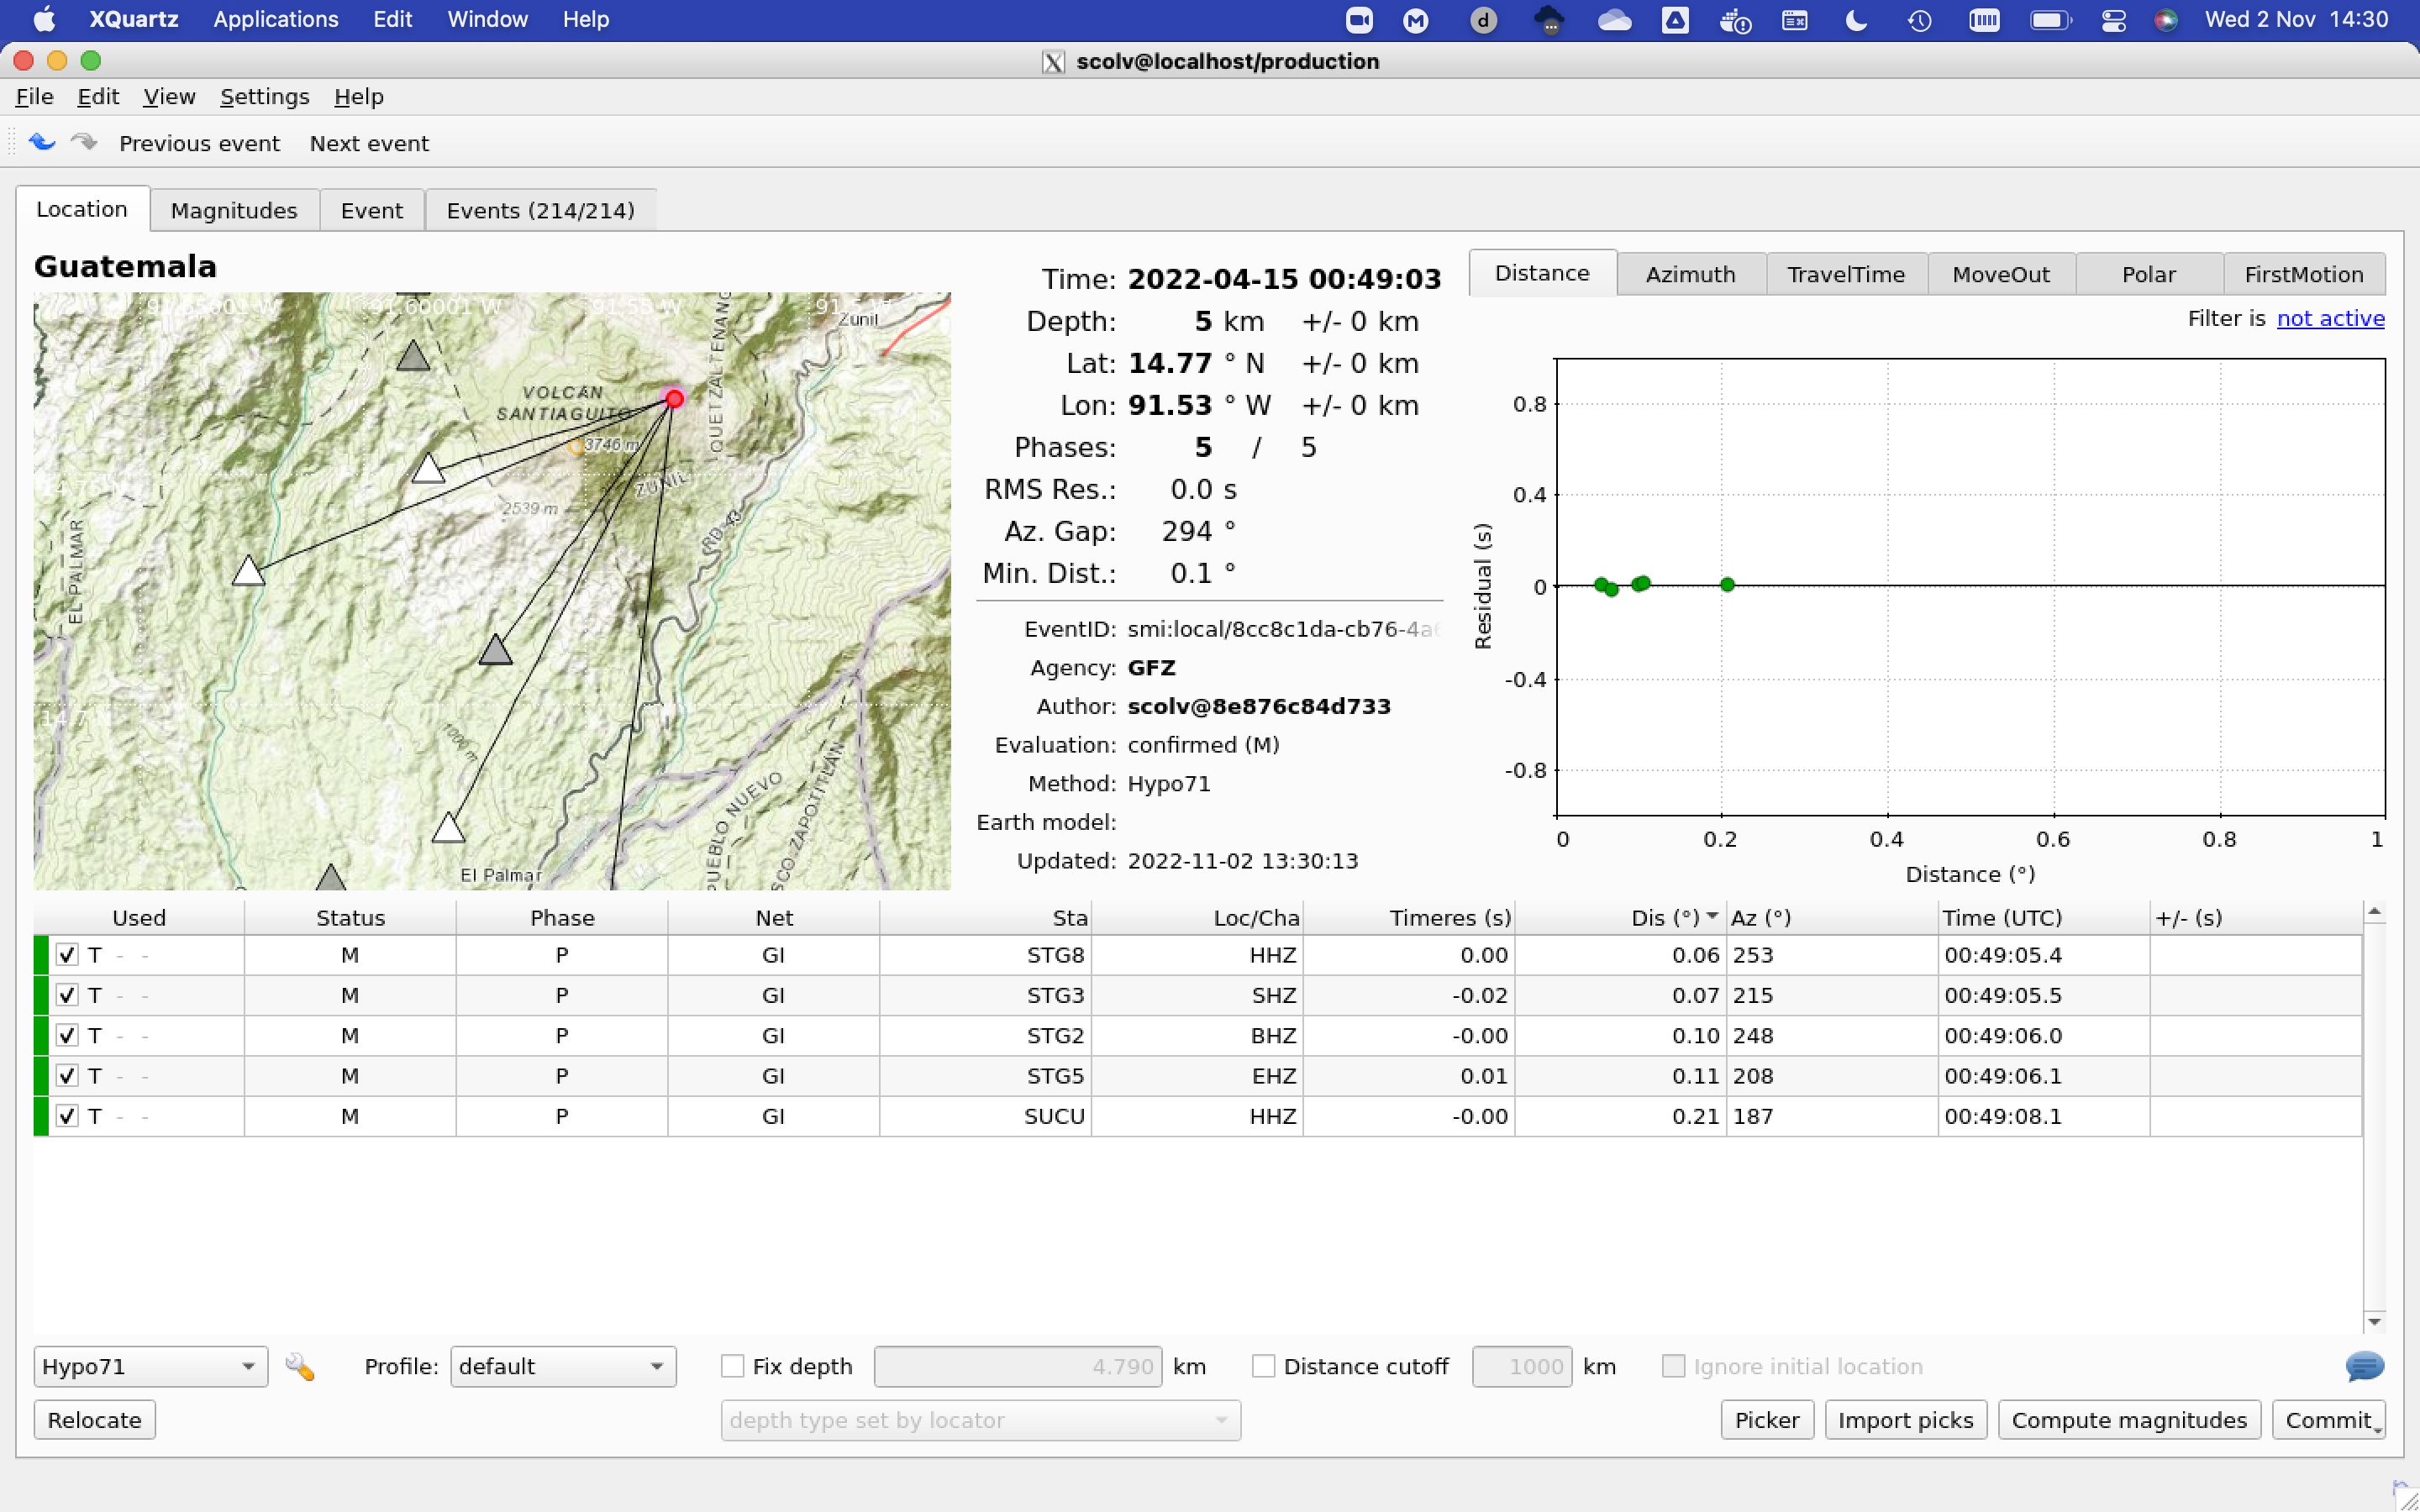 XQuartz Applications Edit Window Help Wed 2 Nov 14:30
scolv@localhost/production
File Edit View Settings Help
Previous event Next event
Location Magnitudes Event Events (214/214)
Guatemala
91.60001 W
91.55 W
Zunil
VOLCÁN
SANTIAGUITO
QUETZALTENANG
3746 m
ZUNIL
2539 m
RD-43
EL PALMAR
14.7 N
1000 m
PUEBLO NUEVO
SCO ZAPOTITLÁN
El Palmar
Time: 2022-04-15 00:49:03
Depth: 5 km +/- 0 km
Lat: 14.77 ° N +/- 0 km
Lon: 91.53 ° W +/- 0 km
Phases: 5 / 5
RMS Res.: 0.0 s
Az. Gap: 294 °
Min. Dist.: 0.1 °
EventID: smi:local/8cc8c1da-cb76-4a6
Agency: GFZ
Author: scolv@8e876c84d733
Evaluation: confirmed (M)
Method: Hypo71
Earth model:
Updated: 2022-11-02 13:30:13
Distance Azimuth TravelTime MoveOut Polar FirstMotion
Filter is not active
Residual (s)
0.8
0.4
0
-0.4
-0.8
0 0.2 0.4 0.6 0.8 1
Distance (°)
Used Status Phase Net Sta Loc/Cha Timeres (s) Dis (°) Az (°) Time (UTC) +/- (s)
T - - M P GI STG8 HHZ 0.00 0.06 253 00:49:05.4
T - - M P GI STG3 SHZ -0.02 0.07 215 00:49:05.5
T - - M P GI STG2 BHZ -0.00 0.10 248 00:49:06.0
T - - M P GI STG5 EHZ 0.01 0.11 208 00:49:06.1
T - - M P GI SUCU HHZ -0.00 0.21 187 00:49:08.1
Hypo71 Profile: default Fix depth 4.790 km Distance cutoff 1000 km Ignore initial location
Relocate depth type set by locator Picker Import picks Compute magnitudes Commit